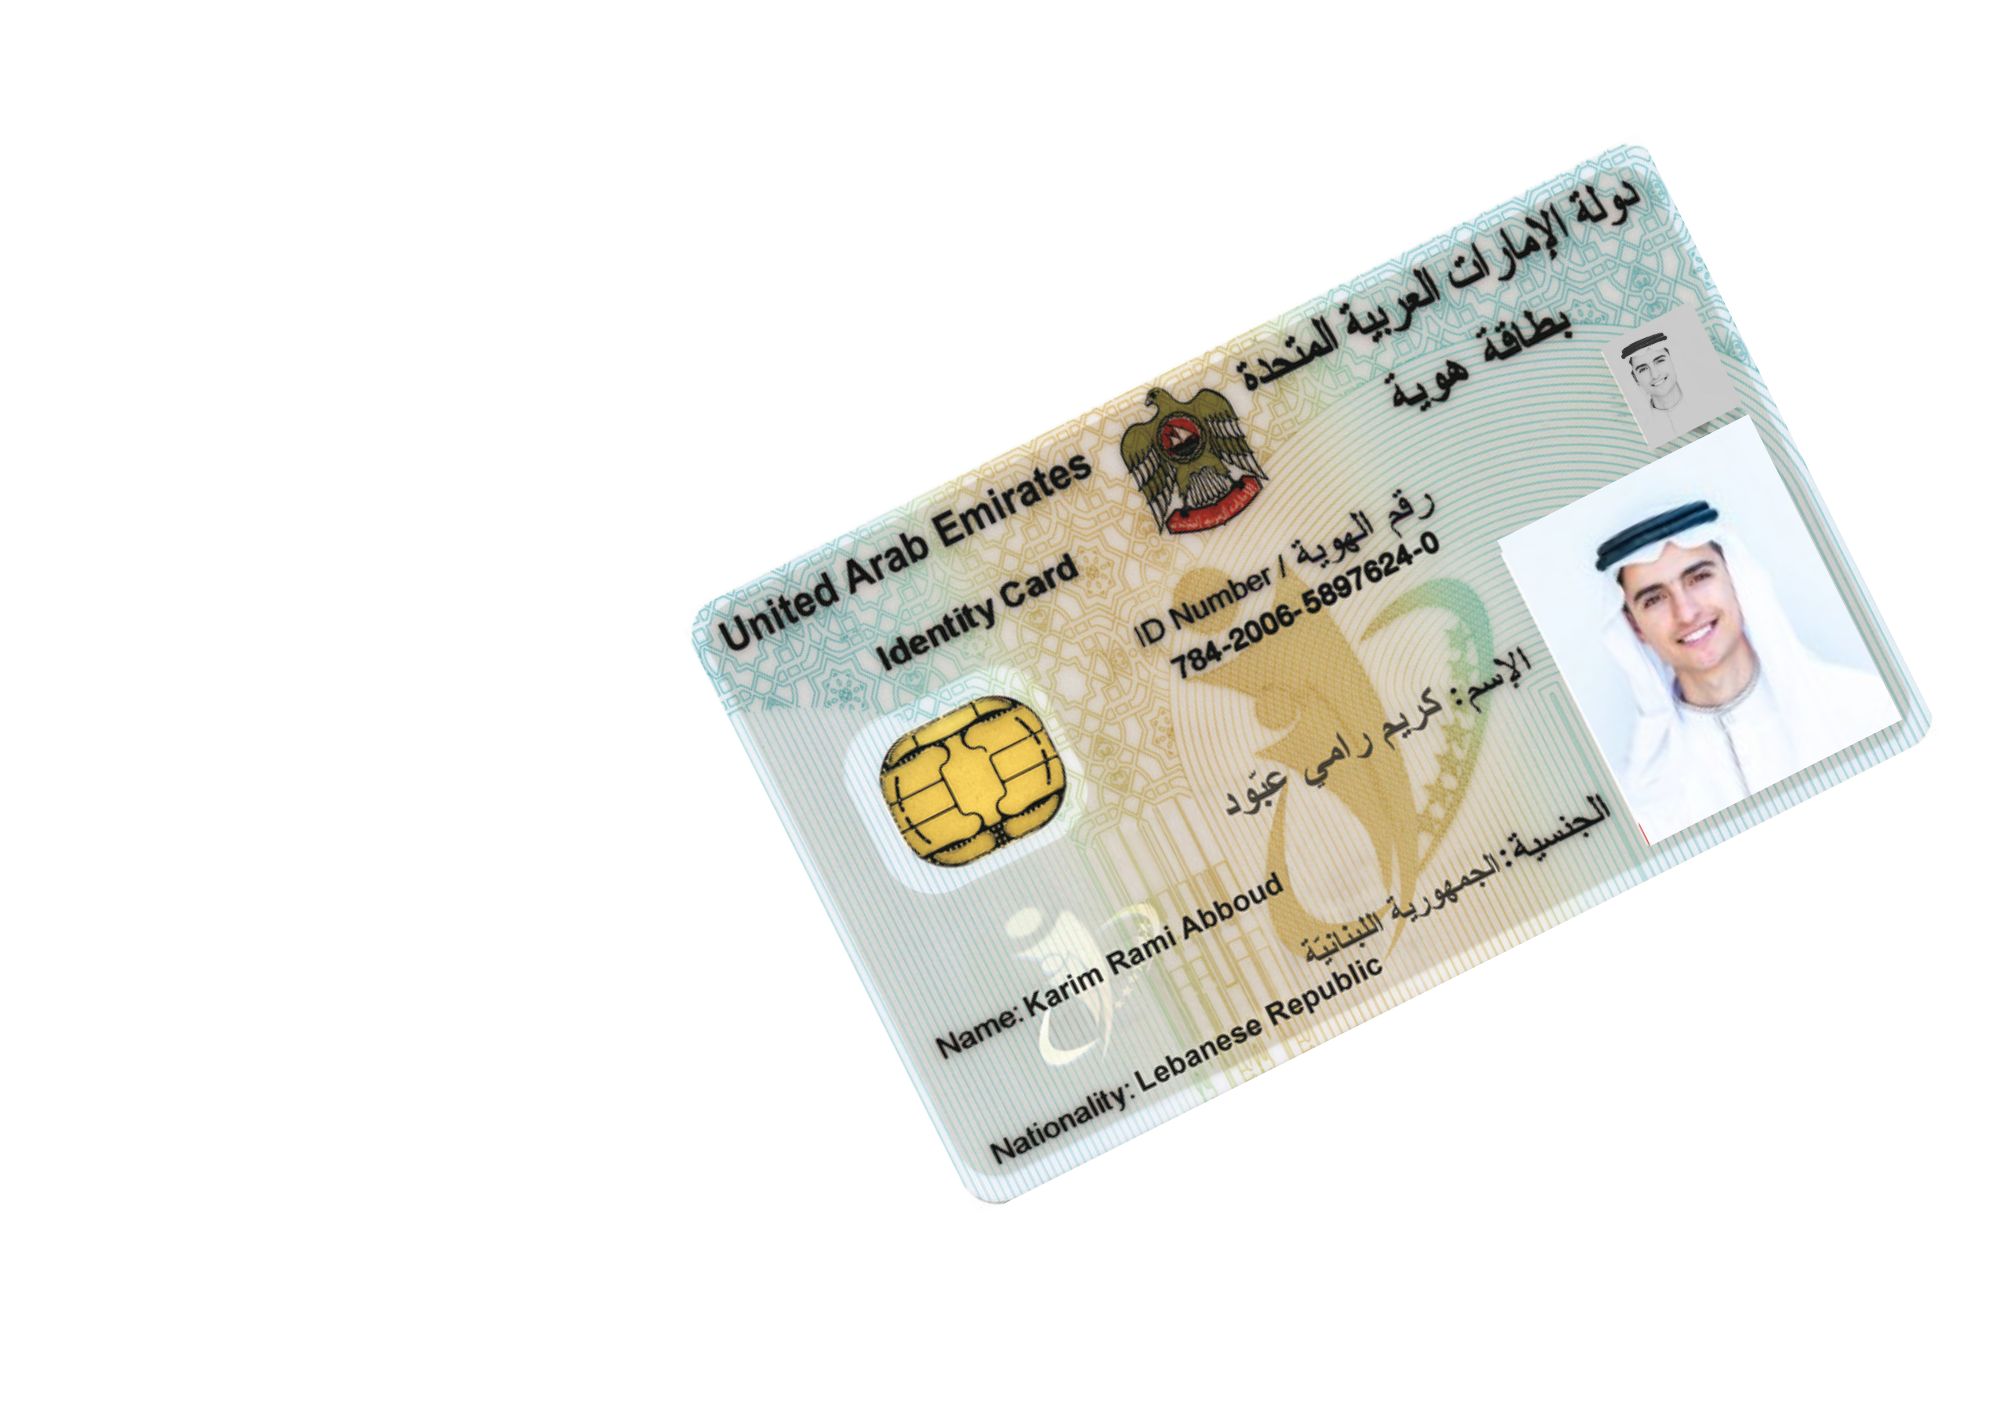 United Arab Emirates
دولة الإمارات العربية المتحدة
Identity Card
بطاقة هوية
ID Number / رقم الهوية
784-2006-5897624-0
الإسم: كريم رامي عبّود
Name: Karim Rami Abboud
الجنسية: الجمهورية اللبنانيّة
Nationality: Lebanese Republic